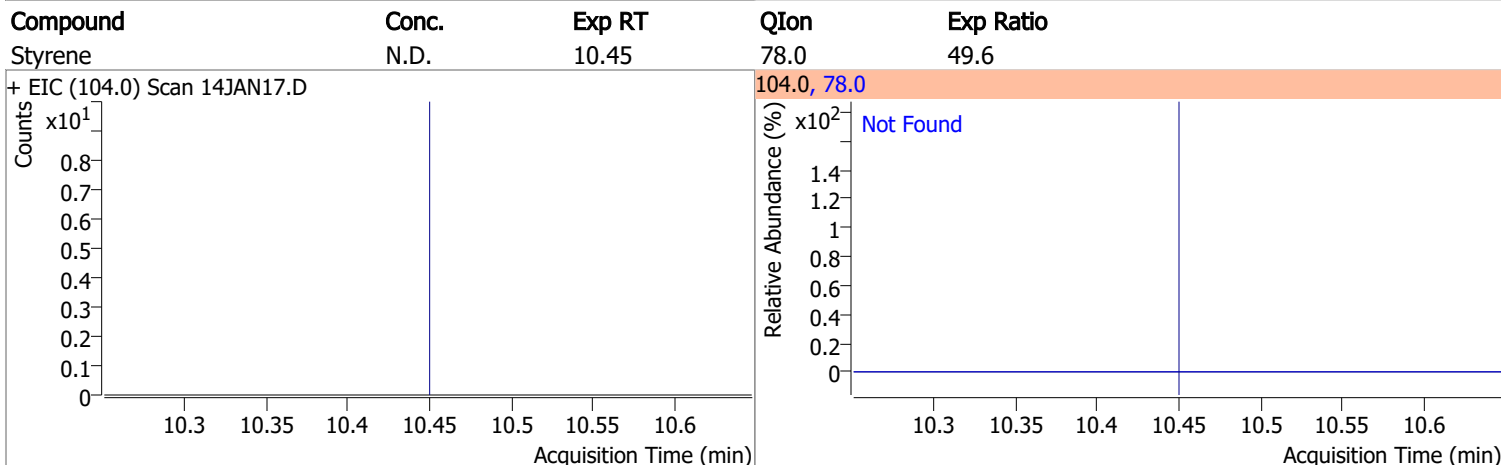 Compound Conc. Exp RT QIon Exp Ratio
Styrene N.D. 10.45 78.0 49.6
+ EIC (104.0) Scan 14JAN17.D
Counts
x10¹
0.8
0.7
0.6
0.5
0.4
0.3
0.2
0.1
0
10.3 10.35 10.4 10.45 10.5 10.55 10.6
Acquisition Time (min)
104.0, 78.0
Relative Abundance (%)
x10²
Not Found
1.4
1.2
1
0.8
0.6
0.4
0.2
0
10.3 10.35 10.4 10.45 10.5 10.55 10.6
Acquisition Time (min)